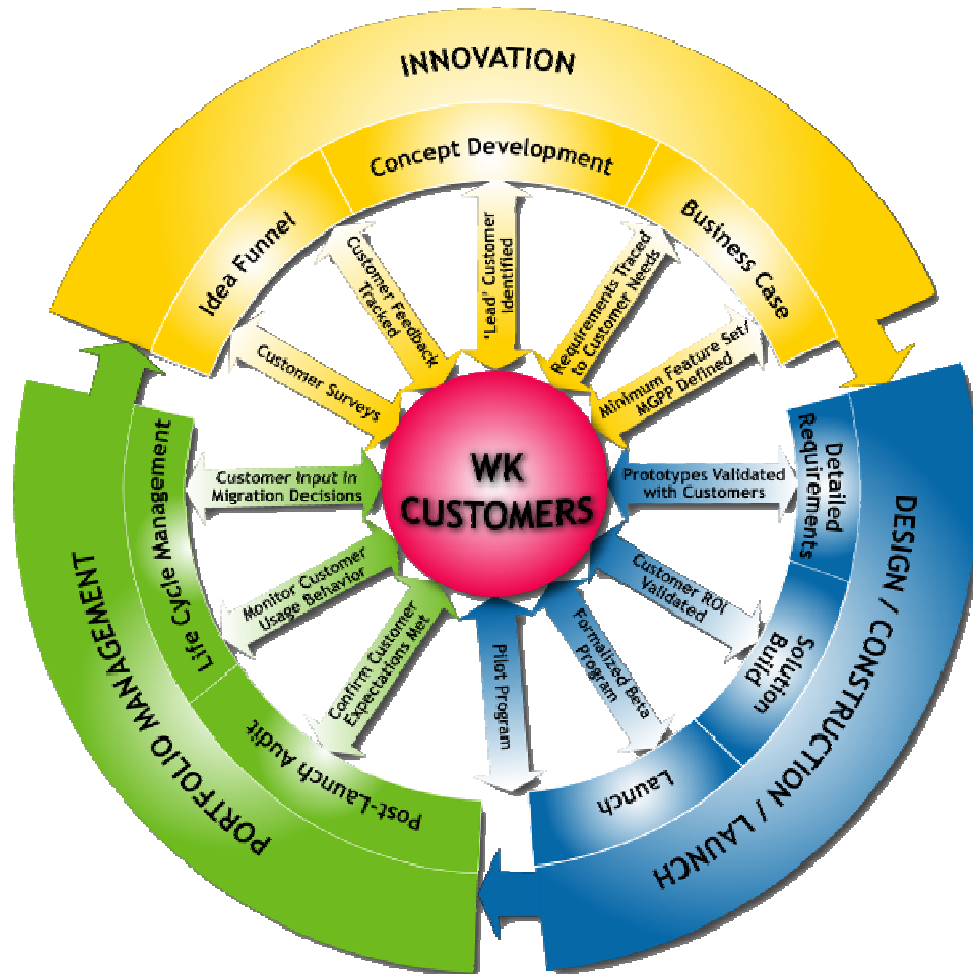 INNOVATION
Idea Funnel
Concept Development
Business Case
Customer Surveys
Customer Feedback
Tracked
'Lead' Customer
Identified
Requirements Traced
to Customer Needs
Minimum Feature Set/
MGPP Defined
WK
CUSTOMERS
DESIGN / CONSTRUCTION / LAUNCH
Detailed
Requirements
Solution
Build
Launch
Prototypes Validated
with Customers
Customer ROI
Validated
Formalized Beta
Program
Pilot Program
PORTFOLIO MANAGEMENT
Post-Launch Audit
Life Cycle Management
Confirm Customer
Expectations Met
Monitor Customer
Usage Behavior
Customer Input in
Migration Decisions